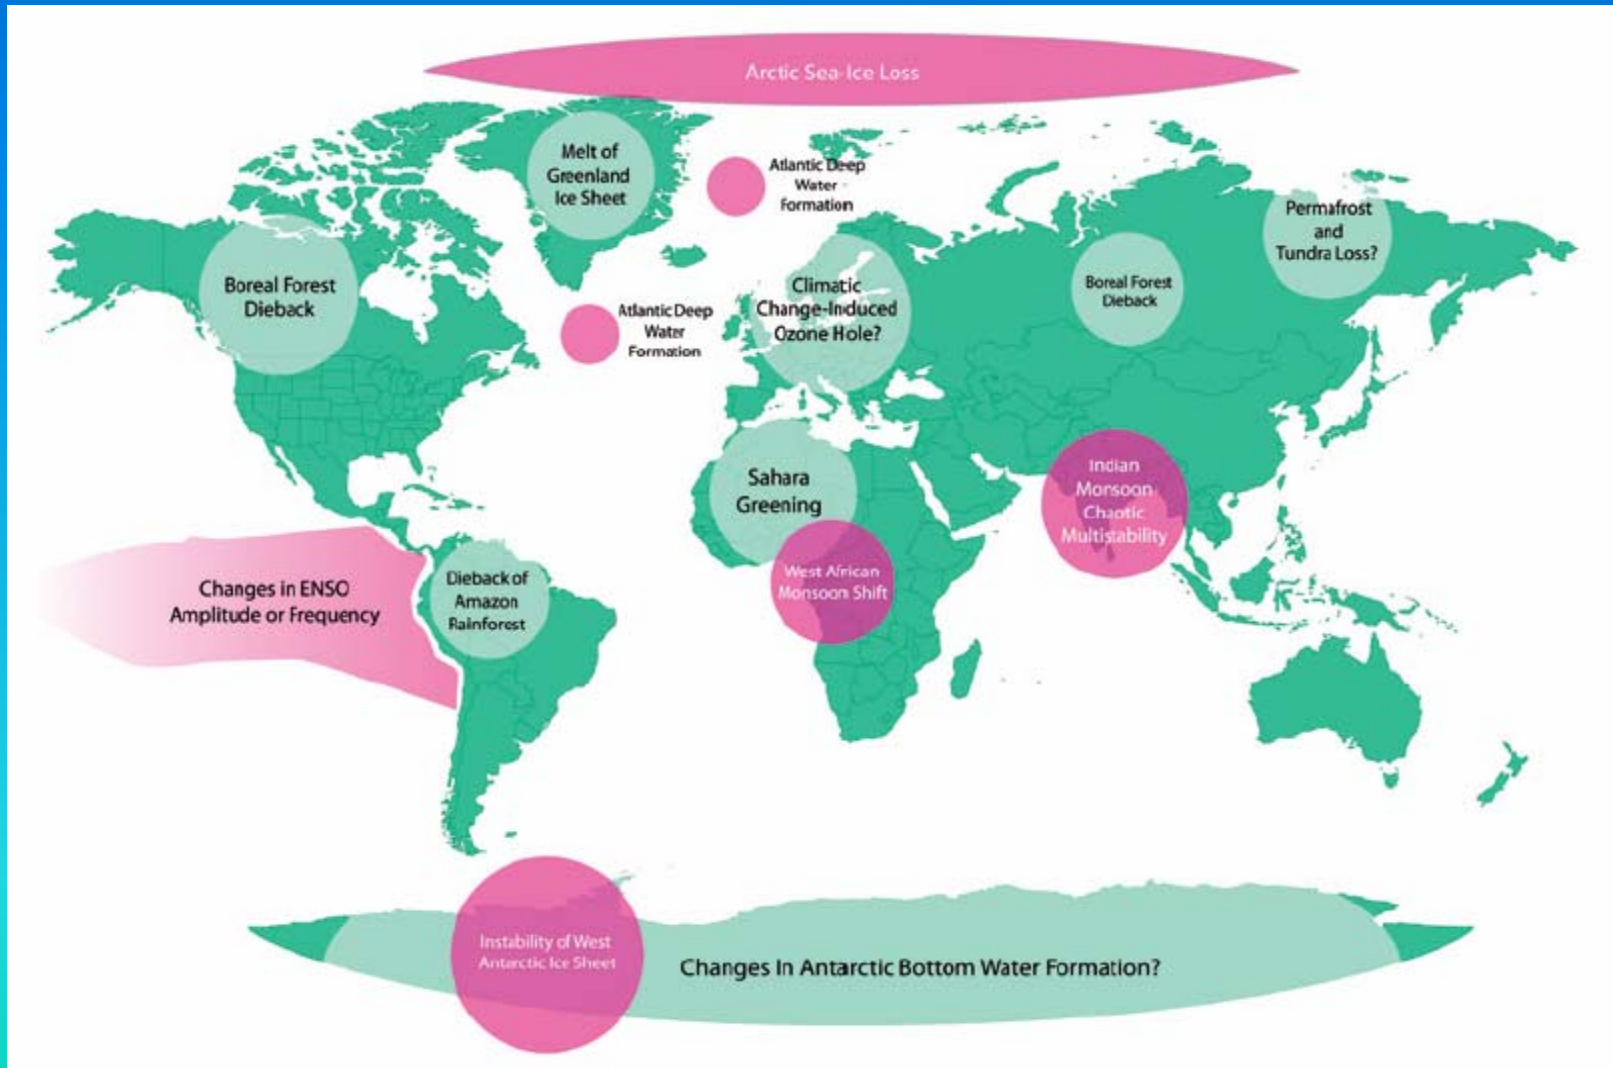 Arctic Sea-Ice Loss
Melt of
Greenland
Ice Sheet
Atlantic Deep
Water
Formation
Permafrost
and
Tundra Loss?
Boreal Forest
Dieback
Climatic
Change-Induced
Ozone Hole?
Boreal Forest
Dieback
Atlantic Deep
Water
Formation
Sahara
Greening
Indian
Monsoon
Chaotic
Multistability
Changes in ENSO
Amplitude or Frequency
Dieback of
Amazon
Rainforest
West African
Monsoon Shift
Instability of West
Antarctic Ice Sheet
Changes In Antarctic Bottom Water Formation?